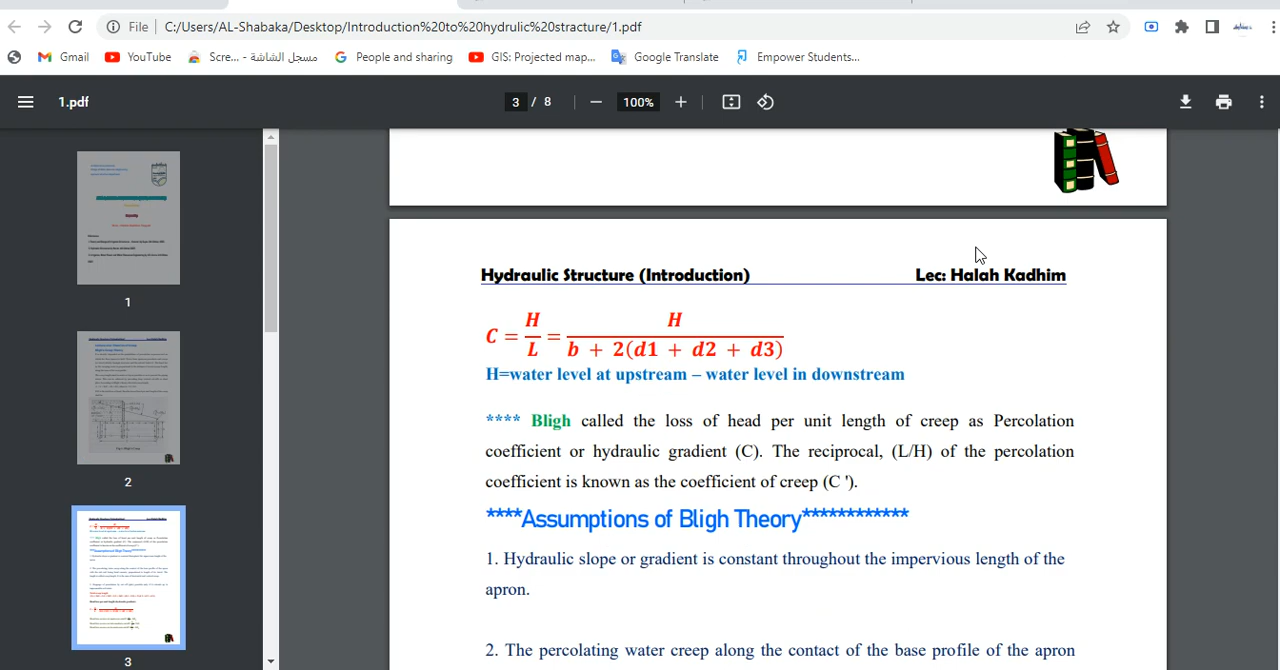 File C:/Users/AL-Shabaka/Desktop/Introduction%20to%20hydrulic%20stracture/1.pdf
Gmail YouTube Scre... - مسجل الشاشة People and sharing GIS: Projected map... Google Translate Empower Students...
1.pdf 3 / 8 100%
1
2
3
Hydraulic Structure (Introduction) Lec: Halah Kadhim
C = H/L = H/(b + 2(d1 + d2 + d3))
H=water level at upstream – water level in downstream
**** Bligh called the loss of head per unit length of creep as Percolation
coefficient or hydraulic gradient (C). The reciprocal, (L/H) of the percolation
coefficient is known as the coefficient of creep (C ').
****Assumptions of Bligh Theory************
1. Hydraulic slope or gradient is constant throughout the impervious length of the
apron.
2. The percolating water creep along the contact of the base profile of the apron